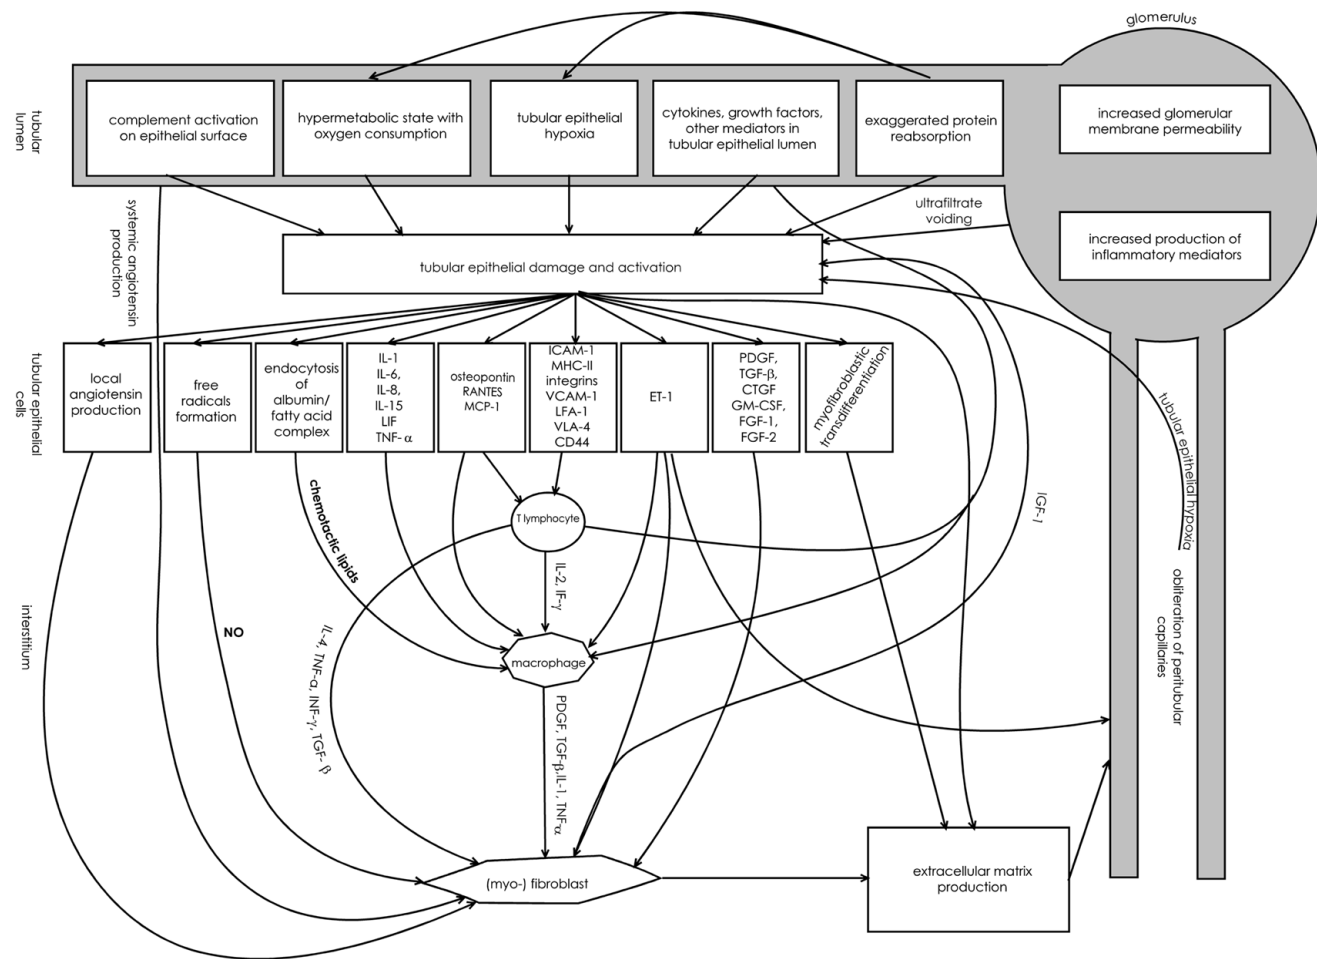 glomerulus
tubular
lumen
complement activation
on epithelial surface
hypermetabolic state with
oxygen consumption
tubular epithelial
hypoxia
cytokines, growth factors,
other mediators in
tubular epithelial lumen
exaggerated protein
reabsorption
increased glomerular
membrane permeability
increased production of
inflammatory mediators
ultrafiltrate
voiding
systemic angiotensin
production
tubular epithelial damage and activation
tubular epithelial
cells
local
angiotensin
production
free
radicals
formation
endocytosis
of
albumin/
fatty acid
complex
IL-1
IL-6,
IL-8,
IL-15
LIF
TNF- α
osteopontin
RANTES
MCP-1
ICAM-1
MHC-II
integrins
VCAM-1
LFA-1
VLA-4
CD44
ET-1
PDGF,
TGF-β,
CTGF
GM-CSF,
FGF-1,
FGF-2
myofibroblastic
transdifferentiation
tubular epithelial hypoxia
chemotactic lipids
T lymphocyte
IGF-1
IL-2, IF-γ
interstitium
NO
IL-4, TNF-α, INF-γ, TGF- β
macrophage
obliteration of peritubular
capillaries
PDGF, TGF-β,IL-1, TNF-α
(myo-) fibroblast
extracellular matrix
production